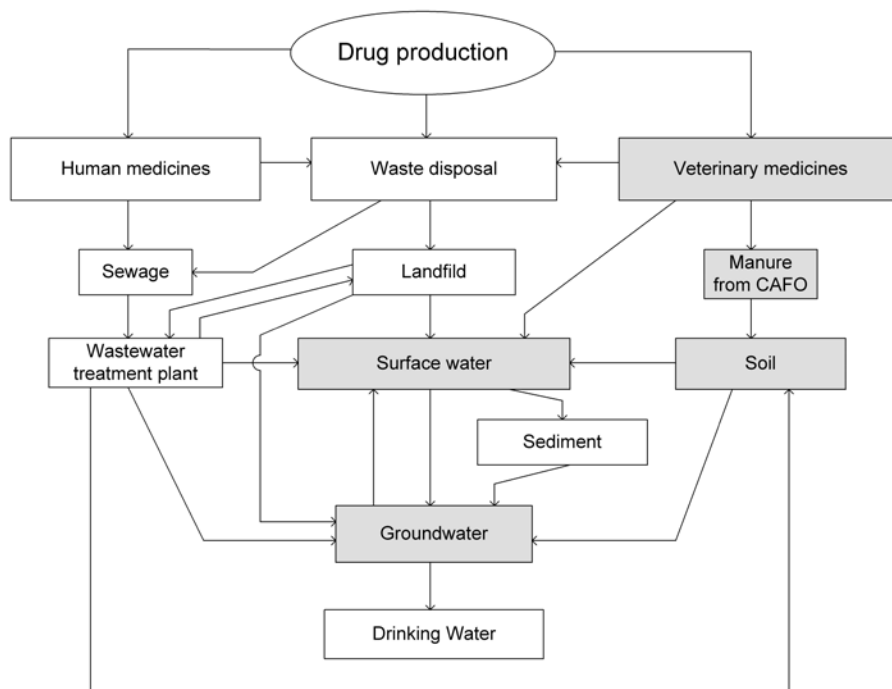 Drug production
Human medicines
Waste disposal
Veterinary medicines
Sewage
Landfild
Manure
from CAFO
Wastewater
treatment plant
Surface water
Soil
Sediment
Groundwater
Drinking Water